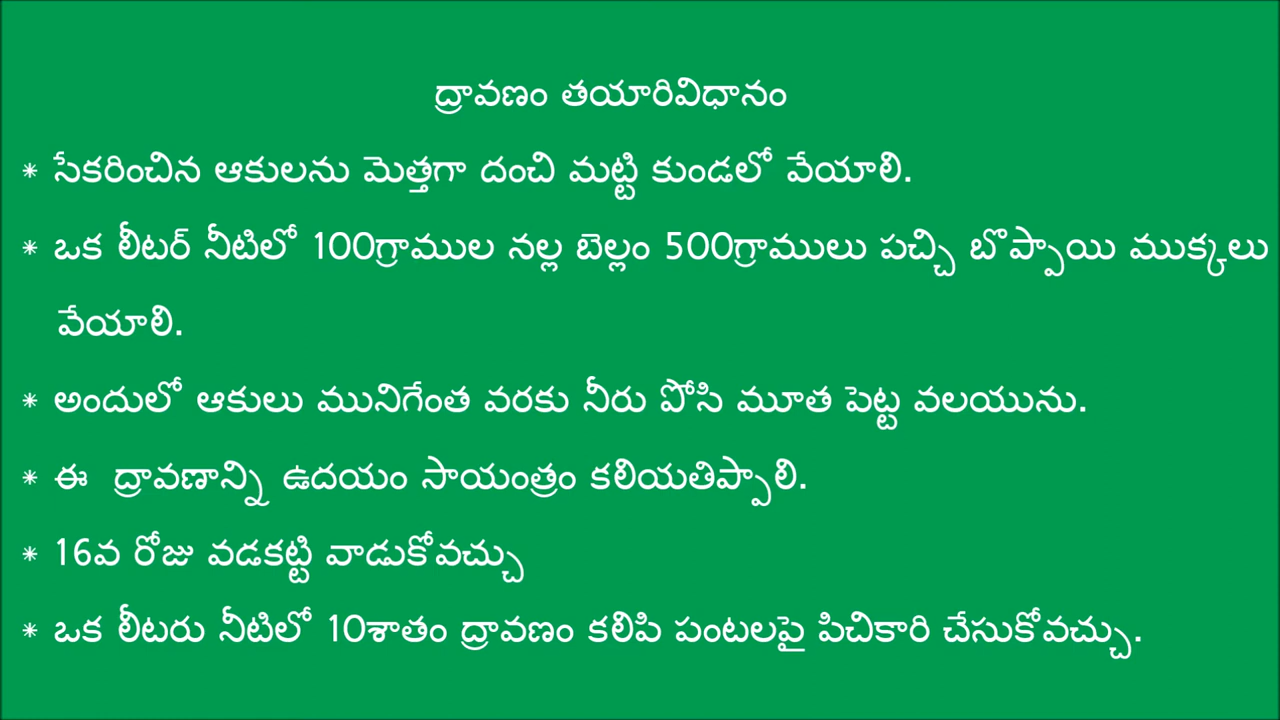 ద్రావణం తయారివిధానం
* సేకరించిన ఆకులను మెత్తగా దంచి మట్టి కుండలో వేయాలి.
* ఒక లీటర్ నీటిలో 100గ్రాముల నల్ల బెల్లం 500గ్రాములు పచ్చి బొప్పాయి ముక్కలు
వేయాలి.
* అందులో ఆకులు మునిగేంత వరకు నీరు పోసి మూత పెట్ట వలయును.
* ఈ ద్రావణాన్ని ఉదయం సాయంత్రం కలియతిప్పాలి.
* 16వ రోజు వడకట్టి వాడుకోవచ్చు
* ఒక లీటరు నీటిలో 10శాతం ద్రావణం కలిపి పంటలపై పిచికారి చేసుకోవచ్చు.